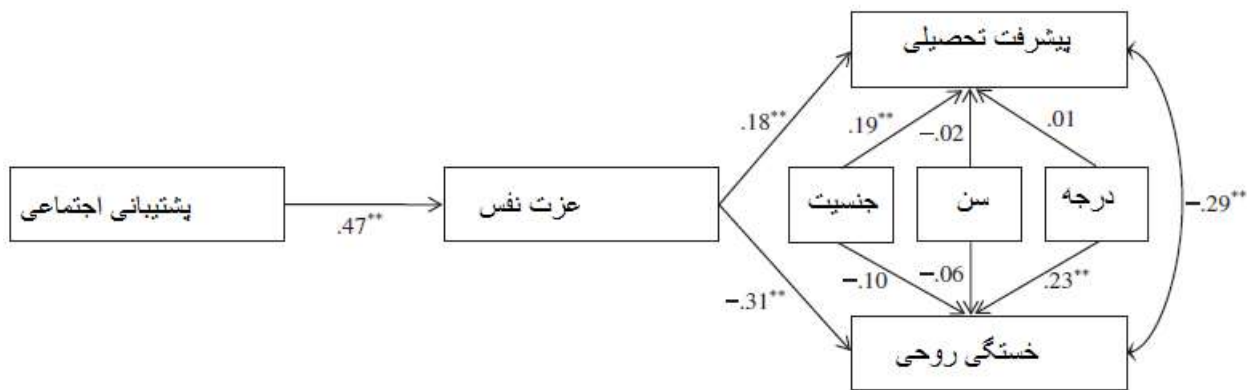 پیشرفت تحصیلی
.18**
.19**
−.02
.01
پشتیبانی اجتماعی
.47**
عزت نفس
جنسیت
سن
درجه
−.29**
−.31**
−.10
−.06
.23**
خستگی روحی